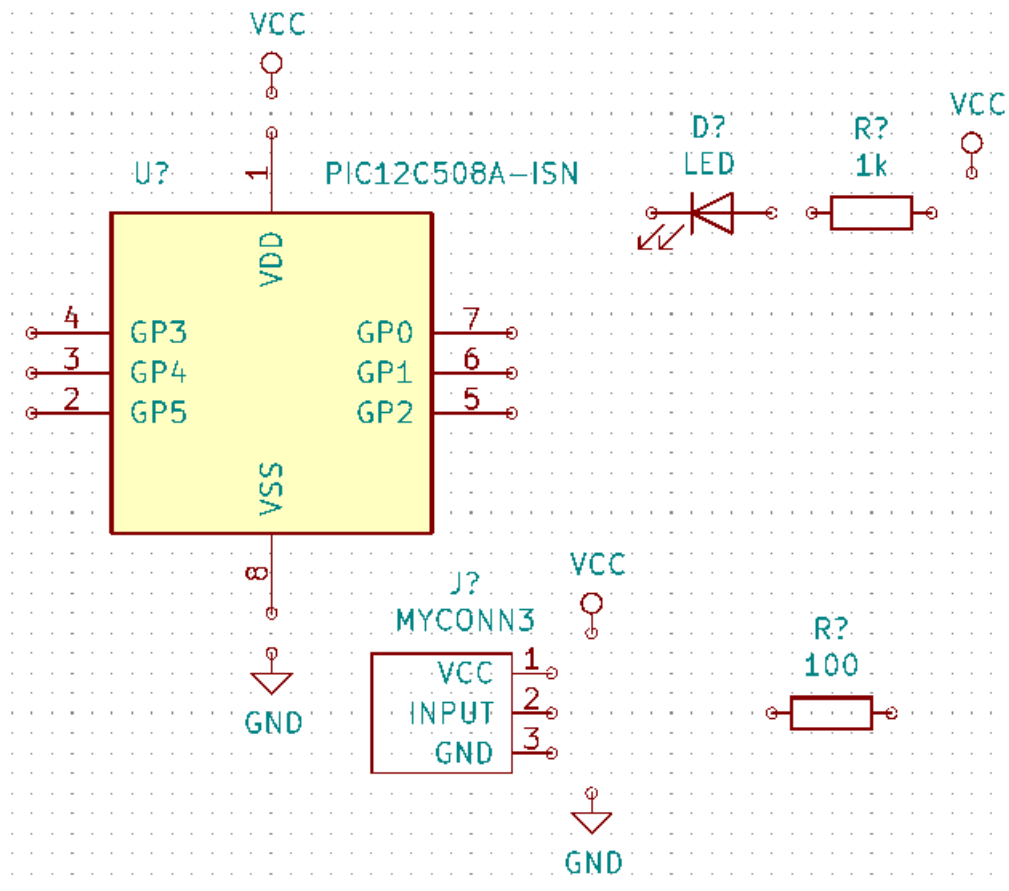 VCC
VCC
D?
R?
LED
1k
U?
1
PIC12C508A-ISN
VDD
4
GP3
GP0
7
3
GP4
GP1
6
2
GP5
GP2
5
VSS
8
VCC
J?
MYCONN3
R?
100
VCC
1
INPUT
2
GND
3
GND
GND